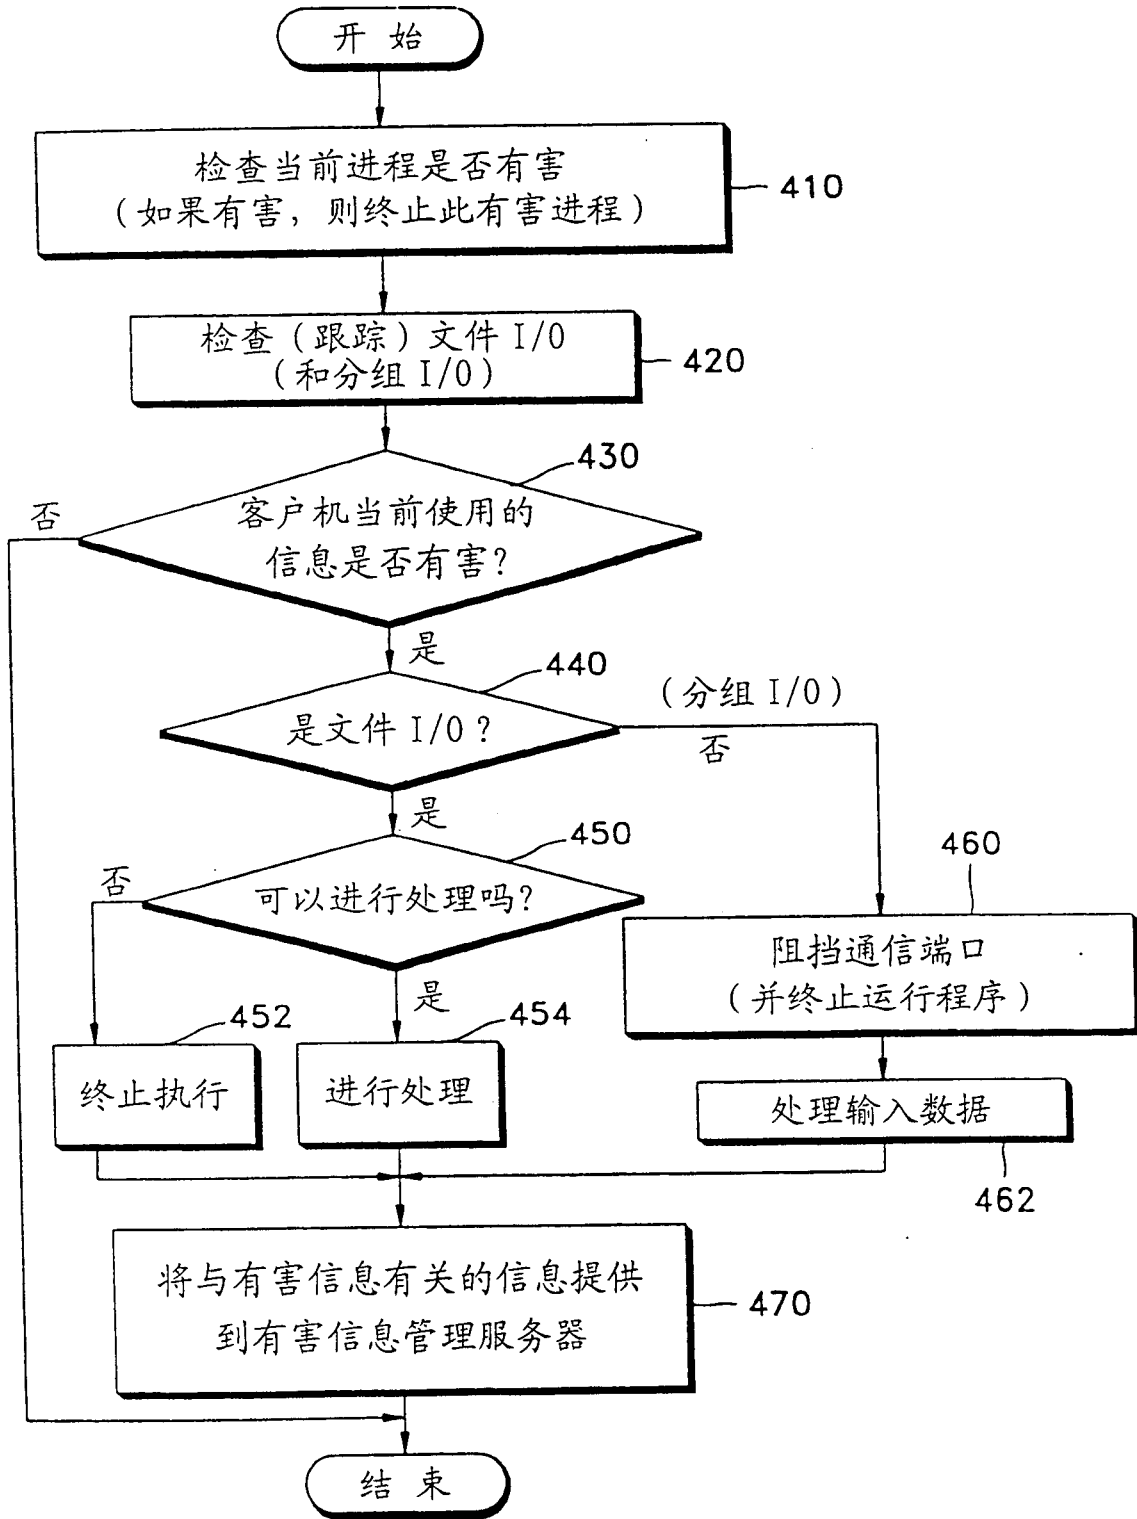 开 始
检查当前进程是否有害
(如果有害，则终止此有害进程)
410
检查(跟踪)文件 I/O
(和分组 I/O)
420
430
否
客户机当前使用的
信息是否有害?
是
440
(分组 I/O)
是文件 I/O?
否
是
450
460
否
可以进行处理吗?
阻挡通信端口
(并终止运行程序)
是
452
454
终止执行
进行处理
处理输入数据
462
将与有害信息有关的信息提供
到有害信息管理服务器
470
结 束